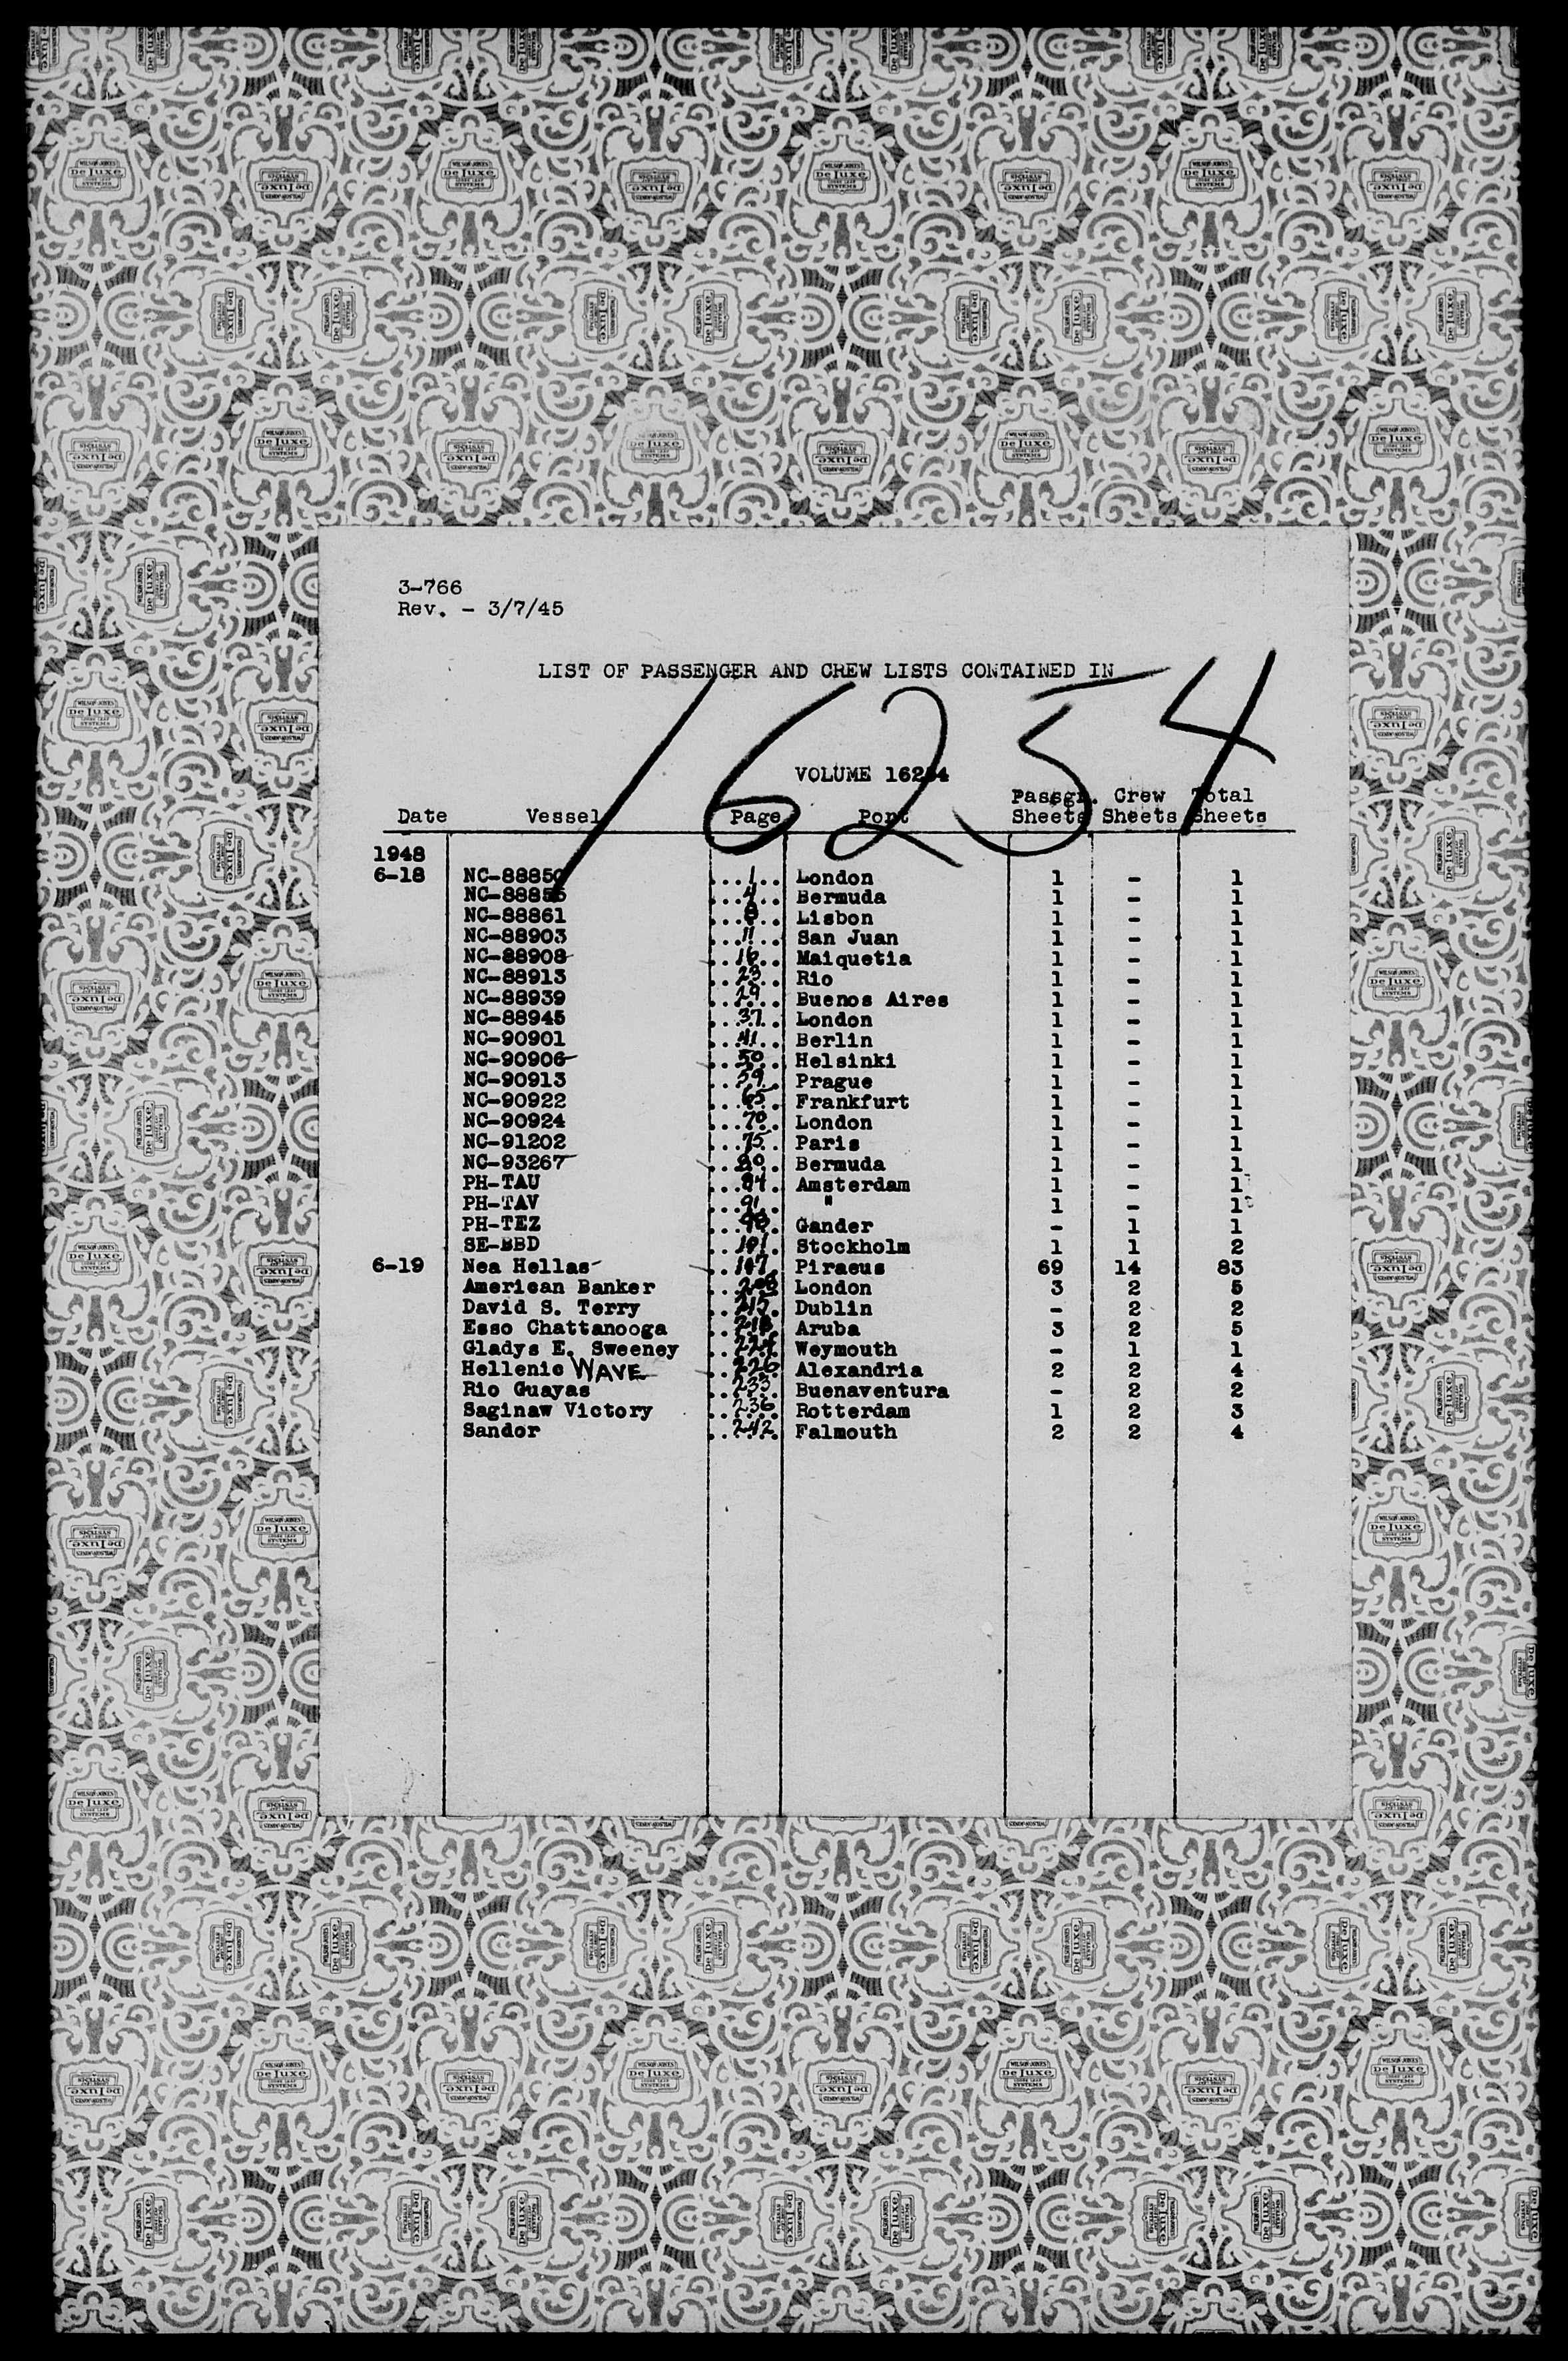 3-766
Rev. - 3/7/45
LIST OF PASSENGER AND CREW LISTS CONTAINED IN
16254
VOLUME 16254
Date Vessel Page Port Passgr. Sheets Crew Sheets Total Sheets
1948
6-18 NC-88850 ...1.. London 1 - 1
NC-88855 ...4.. Bermuda 1 - 1
NC-88861 ...8.. Lisbon 1 - 1
NC-88903 ...11.. San Juan 1 - 1
NC-88908 ...16.. Maiquetia 1 - 1
NC-88913 ...23.. Rio 1 - 1
NC-88939 ...29.. Buenos Aires 1 - 1
NC-88945 ...37.. London 1 - 1
NC-90901 ...41.. Berlin 1 - 1
NC-90906 ...50.. Helsinki 1 - 1
NC-90913 ...59.. Prague 1 - 1
NC-90922 ...65.. Frankfurt 1 - 1
NC-90924 ...70.. London 1 - 1
NC-91202 ...75.. Paris 1 - 1
NC-93267 ...80.. Bermuda 1 - 1
PH-TAU ...84.. Amsterdam 1 - 1
PH-TAV ...91.. " 1 - 1
PH-TEZ ...98.. Gander - 1 1
SE-BBD ...101.. Stockholm 1 1 2
6-19 Nea Hellas ...107.. Piraeus 69 14 83
American Banker London 3 2 5
David S. Terry ..215.. Dublin - 2 2
Esso Chattanooga ..218.. Aruba 3 2 5
Gladys E. Sweeney ..224.. Weymouth - 1 1
Hellenic WAVE ..226.. Alexandria 2 2 4
Rio Guayas ..233.. Buenaventura - 2 2
Saginaw Victory ..236.. Rotterdam 1 2 3
Sandor ..242.. Falmouth 2 2 4